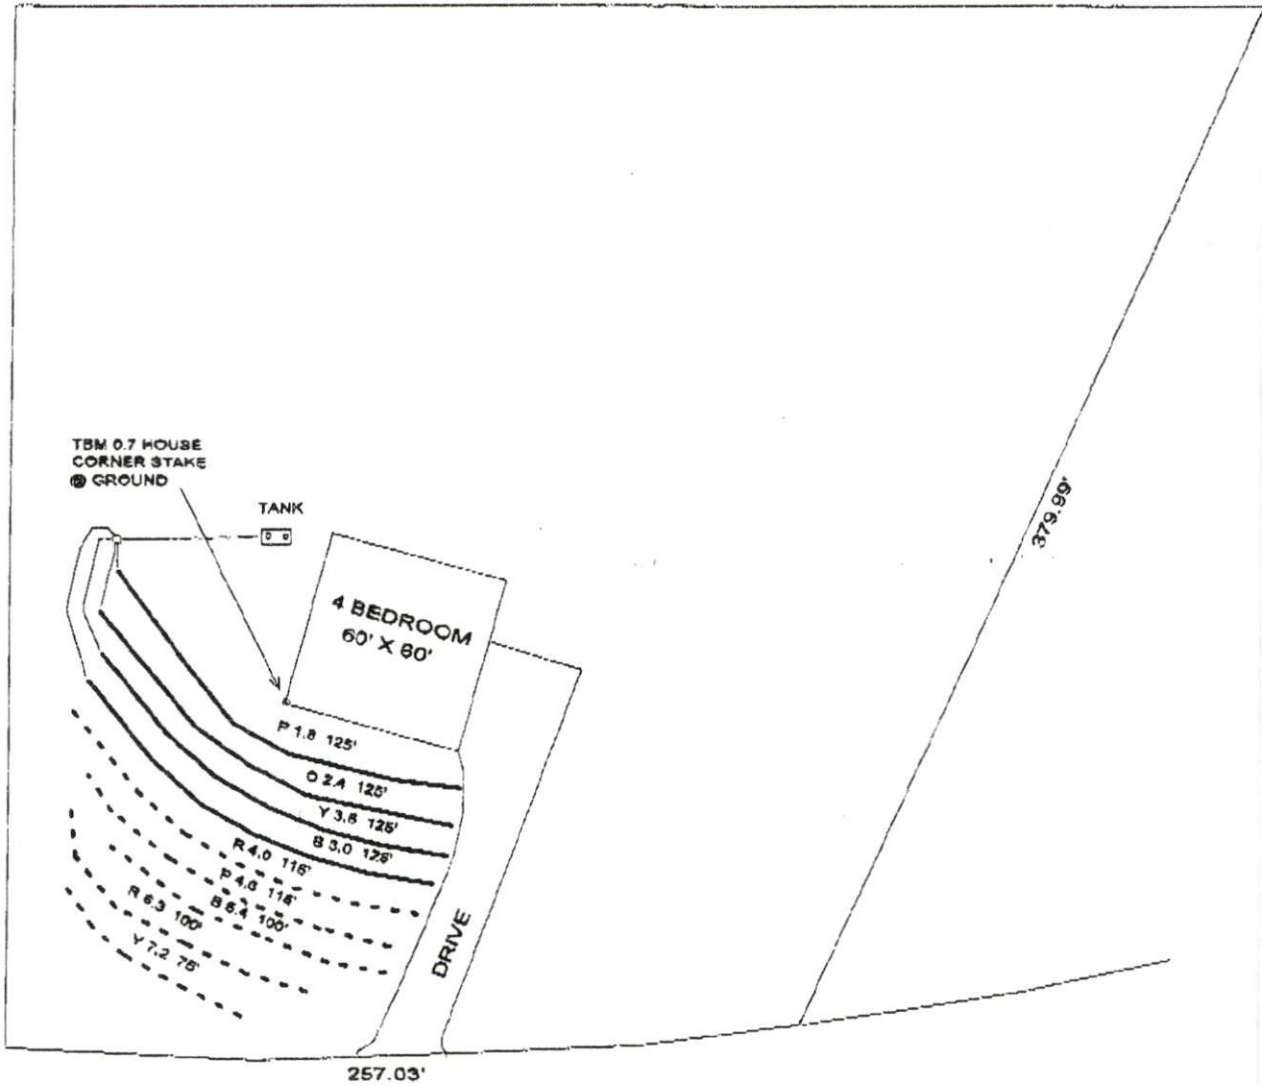 TBM 0.7 HOUSE
CORNER STAKE
@ GROUND
TANK
4 BEDROOM
60' X 60'
P 1.8 125'
O 2.4 125'
Y 3.6 125'
B 3.0 125'
R 4.0 115'
P 4.6 115'
B 5.4 100'
R 6.3 100'
Y 7.2 75'
DRIVE
379.99'
257.03'